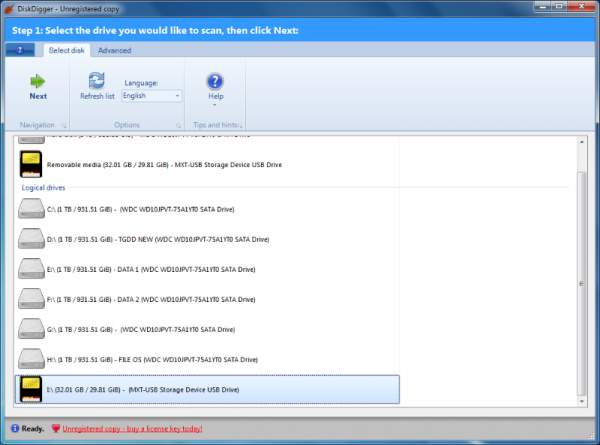 DiskDigger - Unregistered copy
Step 1: Select the drive you would like to scan, then click Next:
Select disk Advanced
Next
Refresh list
Language:
English
Help
Navigation
Options
Tips and hints
Removable media (32.01 GB / 29.81 GiB) - MXT-USB Storage Device USB Drive
Logical drives
C:\ (1 TB / 931.51 GiB) - (WDC WD10JPVT-75A1YT0 SATA Drive)
D:\ (1 TB / 931.51 GiB) - TGDD NEW (WDC WD10JPVT-75A1YT0 SATA Drive)
E:\ (1 TB / 931.51 GiB) - DATA 1 (WDC WD10JPVT-75A1YT0 SATA Drive)
F:\ (1 TB / 931.51 GiB) - DATA 2 (WDC WD10JPVT-75A1YT0 SATA Drive)
G:\ (1 TB / 931.51 GiB) - (WDC WD10JPVT-75A1YT0 SATA Drive)
H:\ (1 TB / 931.51 GiB) - FILE OS (WDC WD10JPVT-75A1YT0 SATA Drive)
I:\ (32.01 GB / 29.81 GiB) - (MXT-USB Storage Device USB Drive)
Ready. Unregistered copy - buy a license key today!